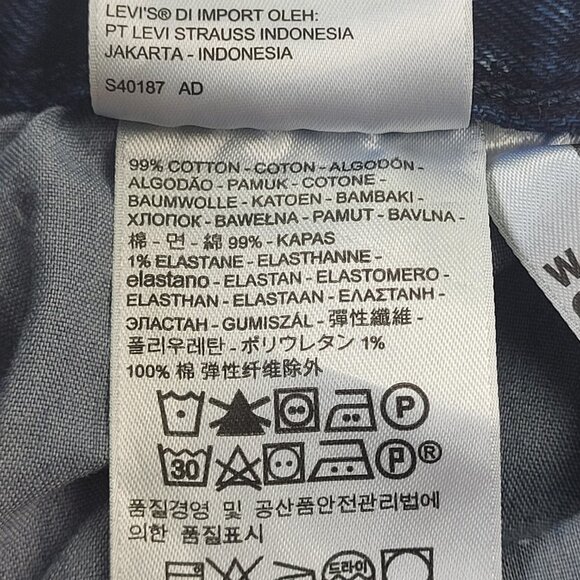 LEVI'S® DI IMPORT OLEH:
PT LEVI STRAUSS INDONESIA
JAKARTA - INDONESIA
S40187 AD
99% COTTON - COTON - ALGODÓN -
ALGODÃO - PAMUK - COTONE -
BAUMWOLLE - KATOEN - BAMBAKI -
ХЛОПОК - BAWEŁNA - PAMUT - BAVLNA -
棉 - 면 - 綿 99% - KAPAS
1% ELASTANE - ELASTHANNE -
elastano - ELASTAN - ELASTOMERO -
ELASTHAN - ELASTAAN - ΕΛΑΣΤΑΝΗ -
ЭЛАСТАН - GUMISZÁL - 彈性纖維 -
폴리우레탄 - ポリウレタン 1%
100% 棉 弹性纤维除外
P
30 P ®
품질경영 및 공산품안전관리법에
의한 품질표시
드라이
W